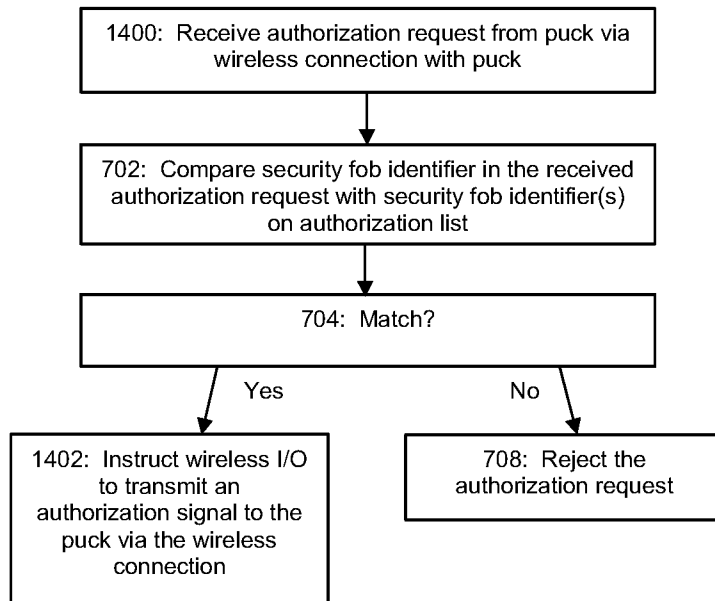 1400:  Receive authorization request from puck via
wireless connection with puck
702:  Compare security fob identifier in the received
authorization request with security fob identifier(s)
on authorization list
704:  Match?
Yes
No
1402:  Instruct wireless I/O
to transmit an
authorization signal to the
puck via the wireless
connection
708:  Reject the
authorization request